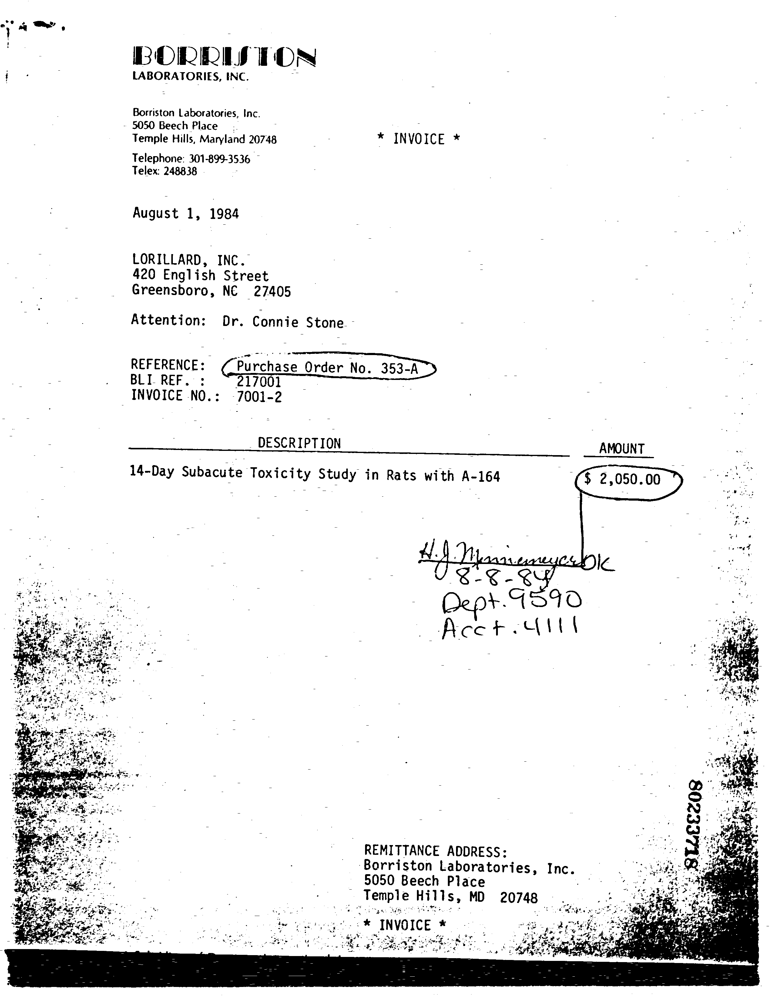 BORRISTON
LABORATORIES, INC.
Borriston Laboratories, Inc.
5050 Beech Place
Temple Hills, Maryland 20748
* INVOICE *
Telephone: 301-899-3536
Telex: 248838
August 1, 1984
LORILLARD, INC.
420 English Street
Greensboro, NC 27405
Attention: Dr. Connie Stone
REFERENCE: Purchase Order No. 353-A
BLI REF. : 217001
INVOICE NO.: 7001-2
DESCRIPTION AMOUNT
14-Day Subacute Toxicity Study in Rats with A-164 $ 2,050.00
H.J. Minnemeyer OK
8-8-84
Dept. 9590
Acct. 4111
80233718
REMITTANCE ADDRESS:
Borriston Laboratories, Inc.
5050 Beech Place
Temple Hills, MD 20748
* INVOICE *